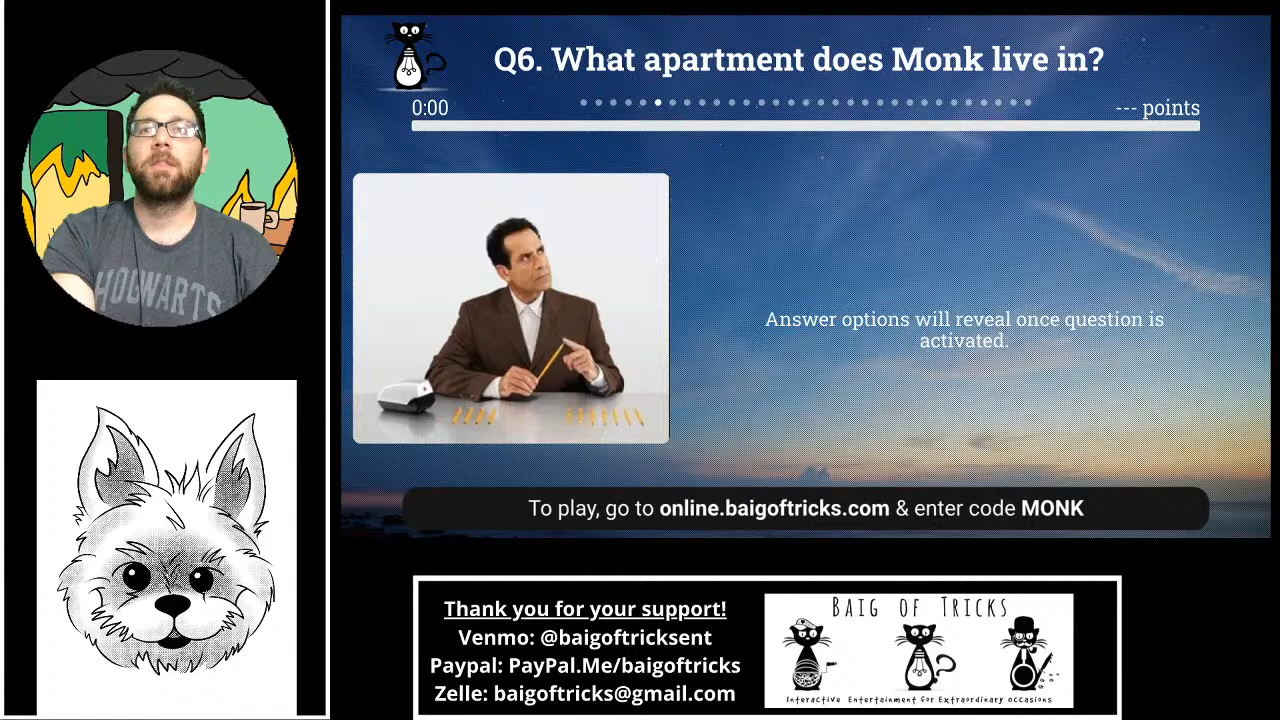 Q6. What apartment does Monk live in?
0:00
--- points
HOGWARTS
Answer options will reveal once question is
activated.
To play, go to online.baigoftricks.com & enter code MONK
Thank you for your support!
Venmo: @baigoftricksent
Paypal: PayPal.Me/baigoftricks
Zelle: baigoftricks@gmail.com
BAIG OF TRICKS
Interactive Entertainment for Extraordinary occasions